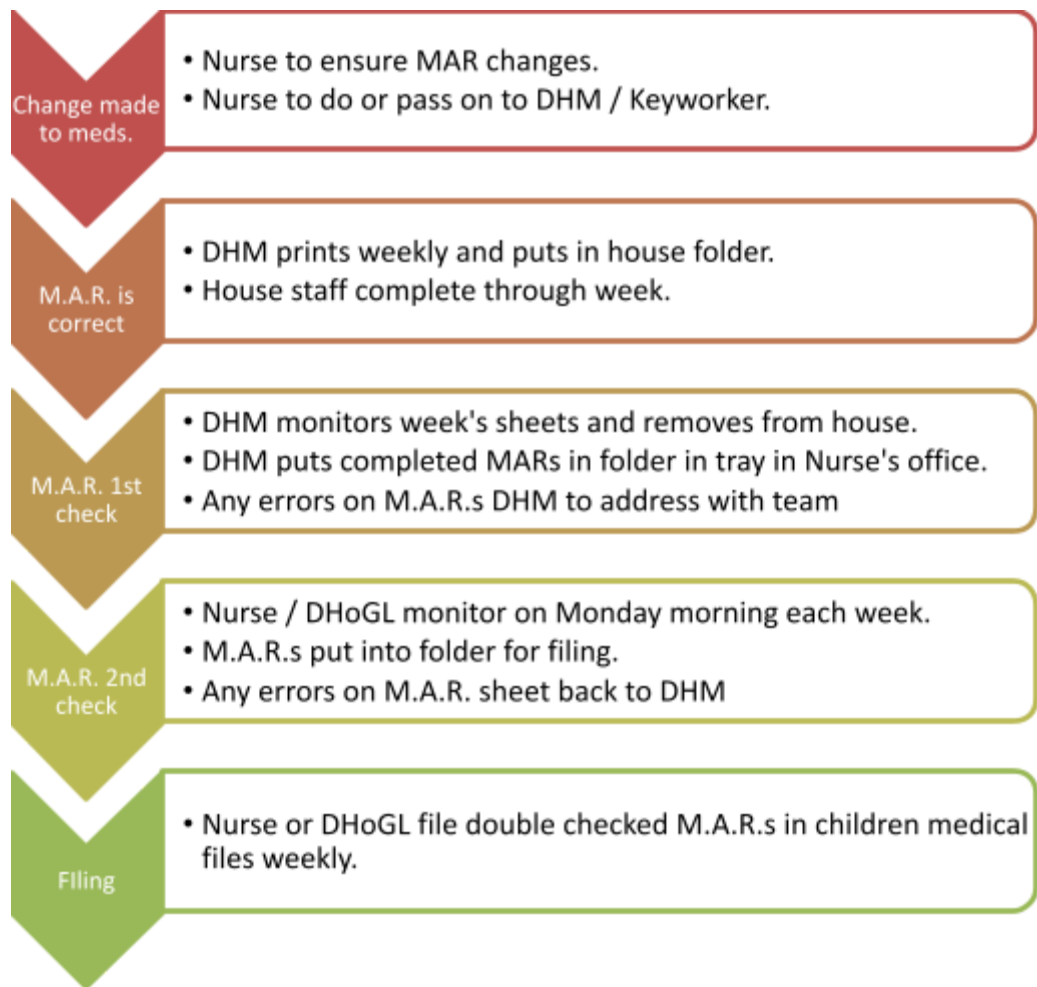 Change made
to meds.
• Nurse to ensure MAR changes.
• Nurse to do or pass on to DHM / Keyworker.
M.A.R. is
correct
• DHM prints weekly and puts in house folder.
• House staff complete through week.
M.A.R. 1st
check
• DHM monitors week's sheets and removes from house.
• DHM puts completed MARs in folder in tray in Nurse's office.
• Any errors on M.A.R.s DHM to address with team
M.A.R. 2nd
check
• Nurse / DHoGL monitor on Monday morning each week.
• M.A.R.s put into folder for filing.
• Any errors on M.A.R. sheet back to DHM
FIling
• Nurse or DHoGL file double checked M.A.R.s in children medical
files weekly.